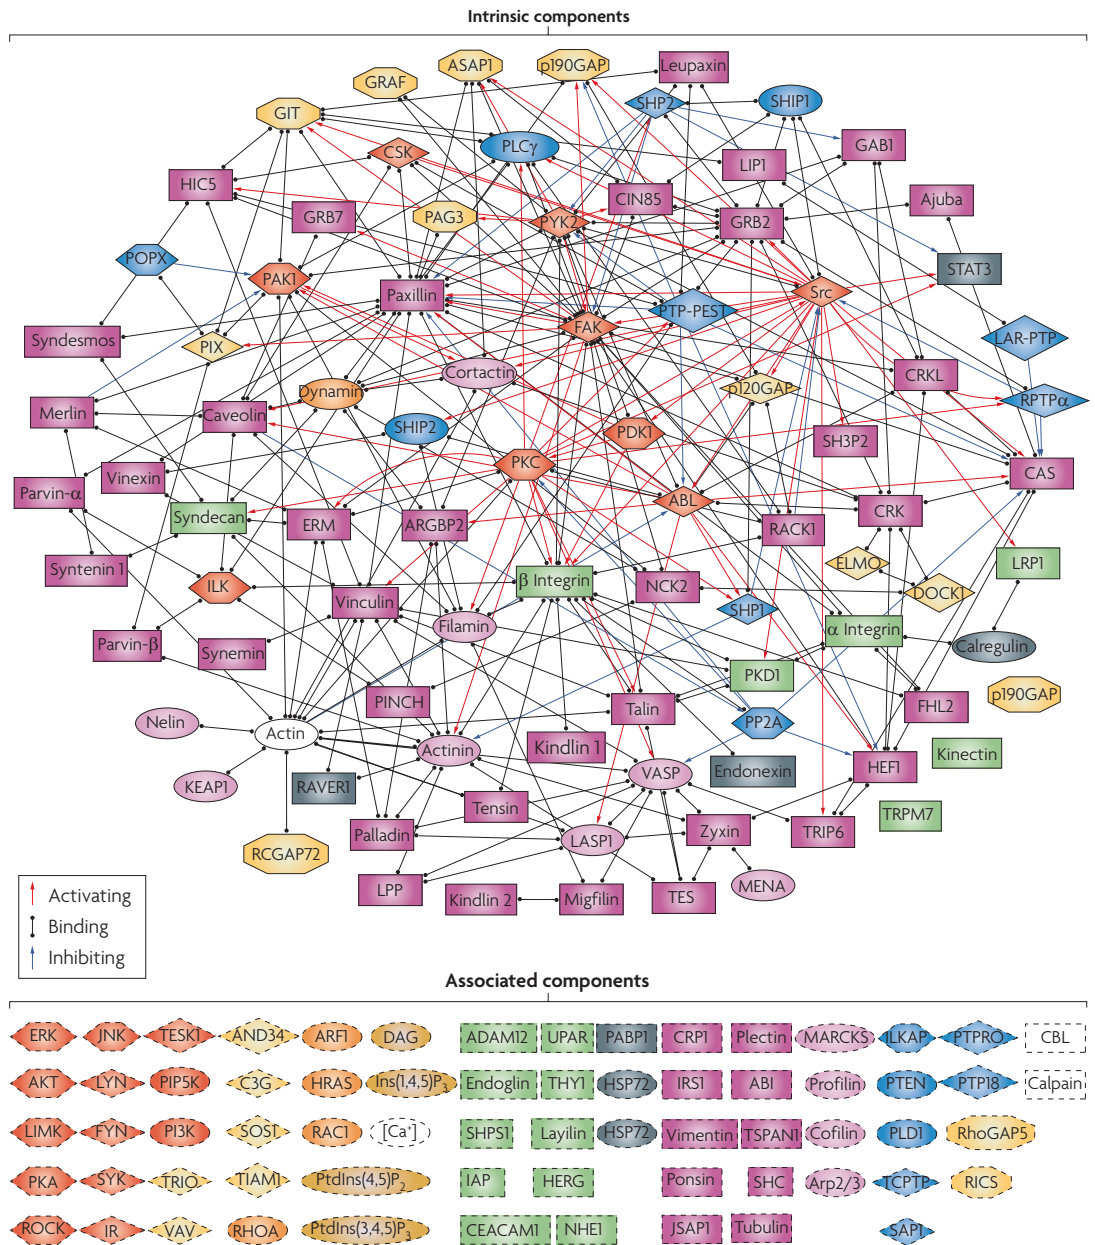 Intrinsic components
ASAP1
p190GAP
Leupaxin
GRAF
SHP2
SHIP1
GIT
CSK
PLCγ
GAB1
LIP1
HIC5
CIN85
Ajuba
GRB7
PAG3
PYK2
GRB2
POPX
STAT3
PAK1
Paxillin
PTP-PEST
Src
FAK
Syndesmos
PIX
LAR-PTP
Cortactin
p120GAP
CRKL
Dynamin
RPTPα
Merlin
Caveolin
SHIP2
PDK1
SH3P2
PKC
CAS
Vinexin
Parvin-α
ABL
Syndecan
ERM
ARGBP2
RACK1
CRK
ELMO
LRP1
Syntenin 1
ILK
β Integrin
NCK2
DOCK1
Vinculin
SHP1
Filamin
α Integrin
Parvin-β
Synemin
Calregulin
PKD1
p190GAP
PINCH
Talin
FHL2
Nelin
Actin
PP2A
Actinin
Kindlin 1
Kinectin
KEAP1
RAVER1
VASP
Endonexin
HEF1
Tensin
TRPM7
Palladin
LASP1
Zyxin
TRIP6
RCGAP72
LPP
Kindlin 2
Migfilin
TES
MENA
Activating
Binding
Inhibiting
Associated components
ERK JNK TESK1 AND34 ARF1 DAG ADAM12 UPAR PABP1 CRP1 Plectin MARCKS ILKAP PTPRO CBL
AKT LYN PIP5K C3G HRAS Ins(1,4,5)P3 Endoglin THY1 HSP72 IRS1 ABI Profilin PTEN PTP18 Calpain
LIMK FYN PI3K SOS1 RAC1 [Ca+] SHPS1 Layilin HSP72 Vimentin TSPAN1 Cofilin PLD1 RhoGAP5
PKA SYK TRIO TIAM1 PtdIns(4,5)P2 IAP HERG Ponsin SHC Arp2/3 TCPTP RICS
ROCK IR VAV RHOA PtdIns(3,4,5)P3 CEACAM1 NHE1 JSAP1 Tubulin SAP1